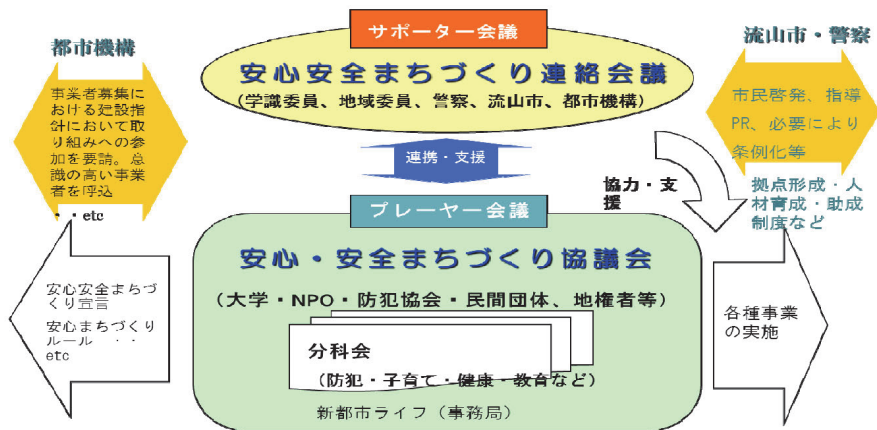 サポーター会議
都市機構
流山市・警察
安心安全まちづくり連絡会議
(学識委員、地域委員、警察、流山市、都市機構)
事業者募集に
おける建設指
針において取
り組みへの参
加を要請。意
識の高い事業
者を呼込
・・etc
市民啓発、指導
PR、必要により
条例化等
連携・支援
協力・支
援
拠点形成・人
材育成・助成
制度など
プレーヤー会議
安心・安全まちづくり協議会
(大学・NPO・防犯協会・民間団体、地権者等)
安心安全まちづ
くり宣言
安心まちづくり
ルール ・・
etc
分科会
(防犯・子育て・健康・教育など)
新都市ライフ(事務局)
各種事業
の実施